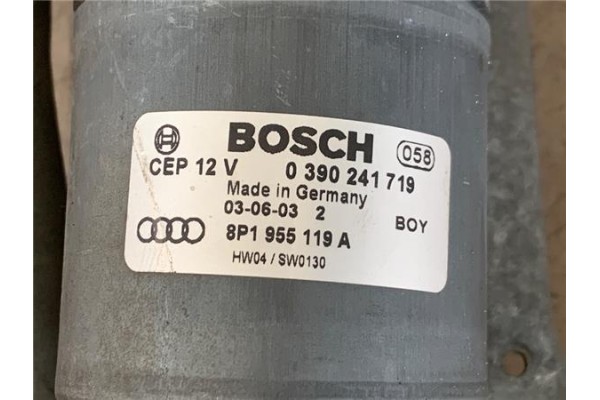 BOSCH 058
CEP 12 V 0 390 241 719
Made in Germany
03-06-03 2
BOY
8P1 955 119 A
HW04 / SW0130